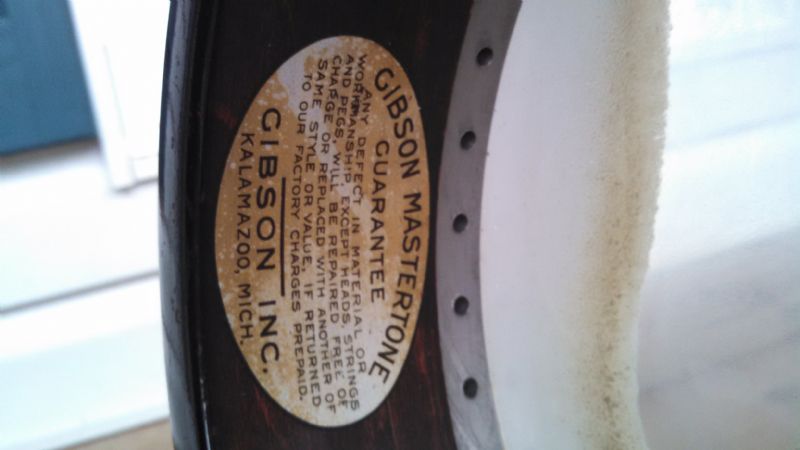 GIBSON MASTERTONE
GUARANTEE
ANY DEFECT IN MATERIAL OR
WORKMANSHIP, EXCEPT HEADS, STRINGS
AND PEGS, WILL BE REPAIRED FREE OF
CHARGE OR REPLACED WITH ANOTHER OF
SAME STYLE OR VALUE, IF RETURNED
TO OUR FACTORY CHARGES PREPAID.
GIBSON INC.
KALAMAZOO, MICH.